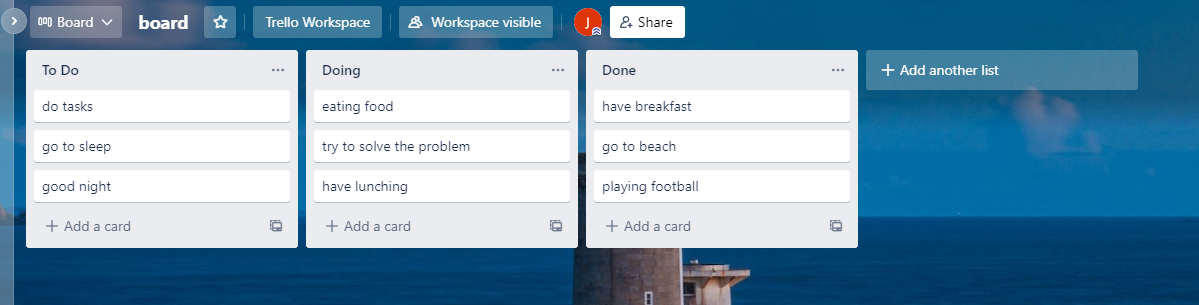 Board
board
Trello Workspace
Workspace visible
J
Share
To Do
do tasks
go to sleep
good night
+ Add a card
Doing
eating food
try to solve the problem
have lunching
+ Add a card
Done
have breakfast
go to beach
playing football
+ Add a card
+ Add another list